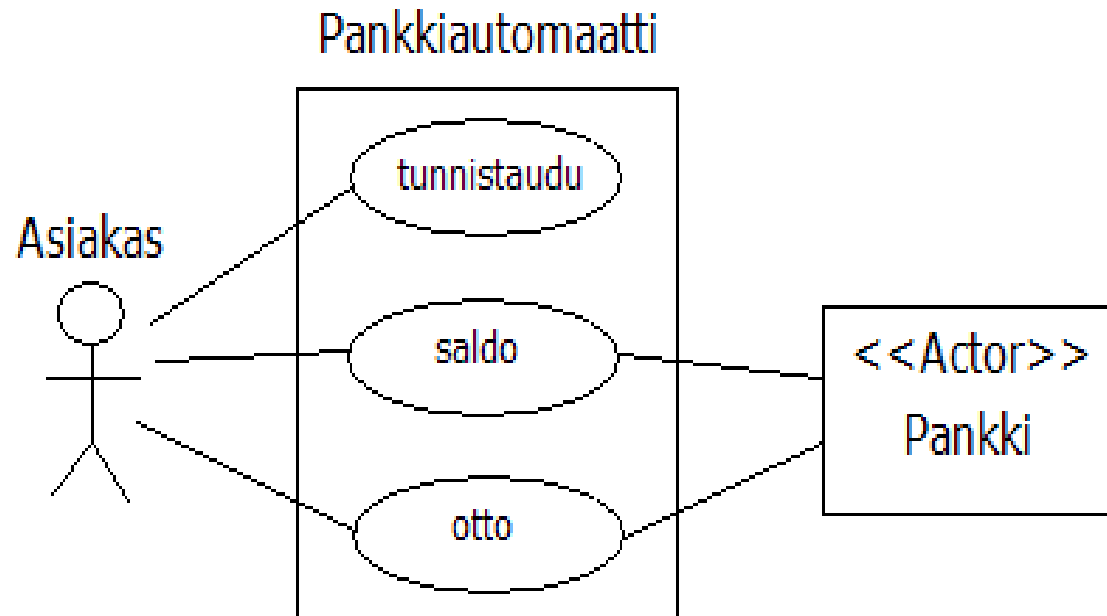 Pankkiautomaatti
tunnistaudu
Asiakas
saldo
<<Actor>>
Pankki
otto